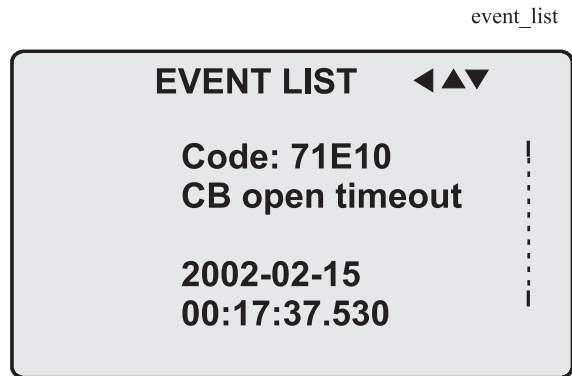 event_list
EVENT LIST ◀▲▼
Code: 71E10
CB open timeout
2002-02-15
00:17:37.530